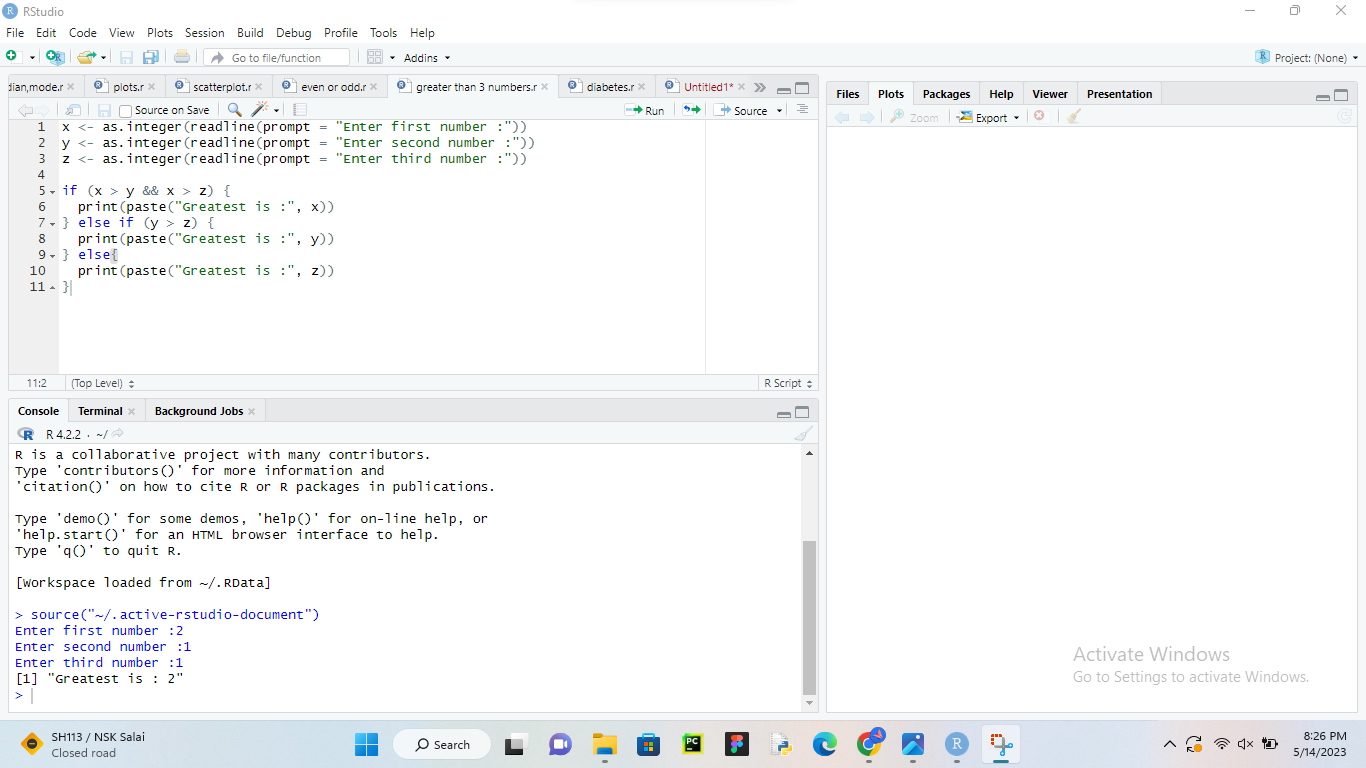 RStudio
File Edit Code View Plots Session Build Debug Profile Tools Help
Go to file/function Addins Project: (None)
dian,mode.r plots.r scatterplot.r even or odd.r greater than 3 numbers.r diabetes.r Untitled1*
Source on Save Run Source
1 x <- as.integer(readline(prompt = "Enter first number :"))
2 y <- as.integer(readline(prompt = "Enter second number :"))
3 z <- as.integer(readline(prompt = "Enter third number :"))
4
5 if (x > y && x > z) {
6 print(paste("Greatest is :", x))
7 } else if (y > z) {
8 print(paste("Greatest is :", y))
9 } else{
10 print(paste("Greatest is :", z))
11 }
11:2 (Top Level) R Script
Console Terminal Background Jobs
R R 4.2.2 · ~/
R is a collaborative project with many contributors.
Type 'contributors()' for more information and
'citation()' on how to cite R or R packages in publications.
Type 'demo()' for some demos, 'help()' for on-line help, or
'help.start()' for an HTML browser interface to help.
Type 'q()' to quit R.
[Workspace loaded from ~/.RData]
> source("~/.active-rstudio-document")
Enter first number :2
Enter second number :1
Enter third number :1
[1] "Greatest is : 2"
>
Files Plots Packages Help Viewer Presentation
Zoom Export
Activate Windows
Go to Settings to activate Windows.
SH113 / NSK Salai
Closed road
Search
PC
R
8:26 PM
5/14/2023